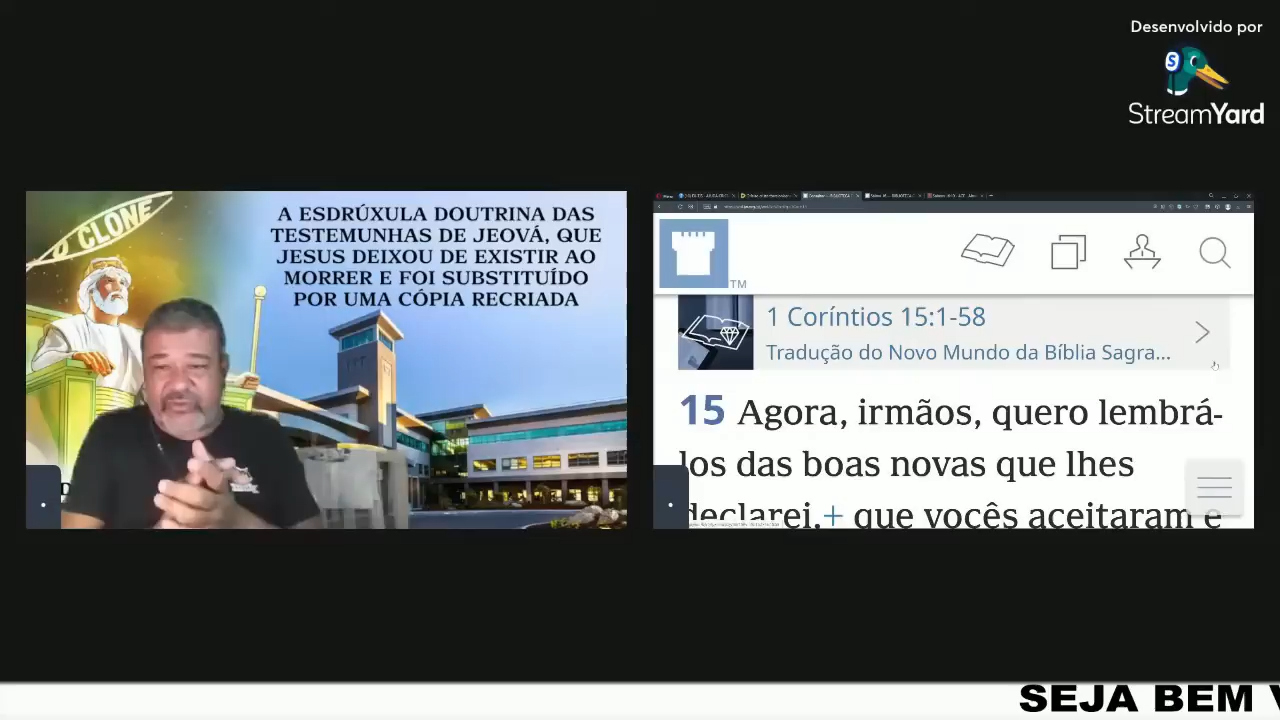 Desenvolvido por
S
StreamYard
O CLONE
A ESDRÚXULA DOUTRINA DAS
TESTEMUNHAS DE JEOVÁ, QUE
JESUS DEIXOU DE EXISTIR AO
MORRER E FOI SUBSTITUÍDO
POR UMA CÓPIA RECRIADA
TM
1 Coríntios 15:1-58
Tradução do Novo Mundo da Bíblia Sagra...
15 Agora, irmãos, quero lembrá-
los das boas novas que lhes
declarei,+ que vocês aceitaram e
SEJA BEM